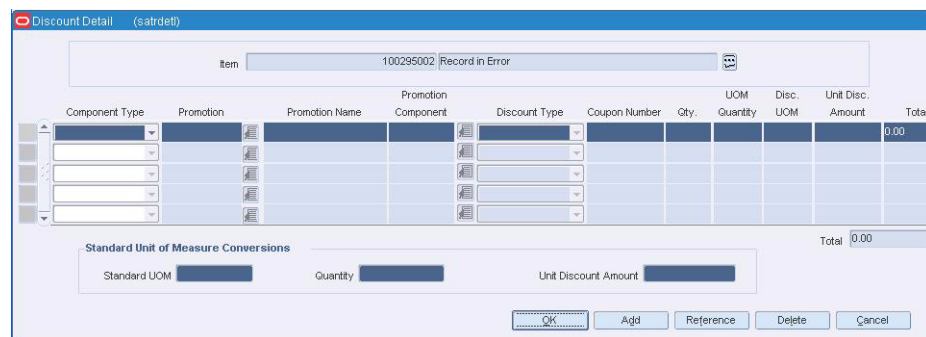 Discount Detail (satrdetl)
Item 100295002 Record in Error
Promotion UOM Disc. Unit Disc.
Component Type Promotion Promotion Name Component Discount Type Coupon Number Qty. Quantity UOM Amount Tota
0.00
Total 0.00
Standard Unit of Measure Conversions
Standard UOM Quantity Unit Discount Amount
OK Add Reference Delete Cancel